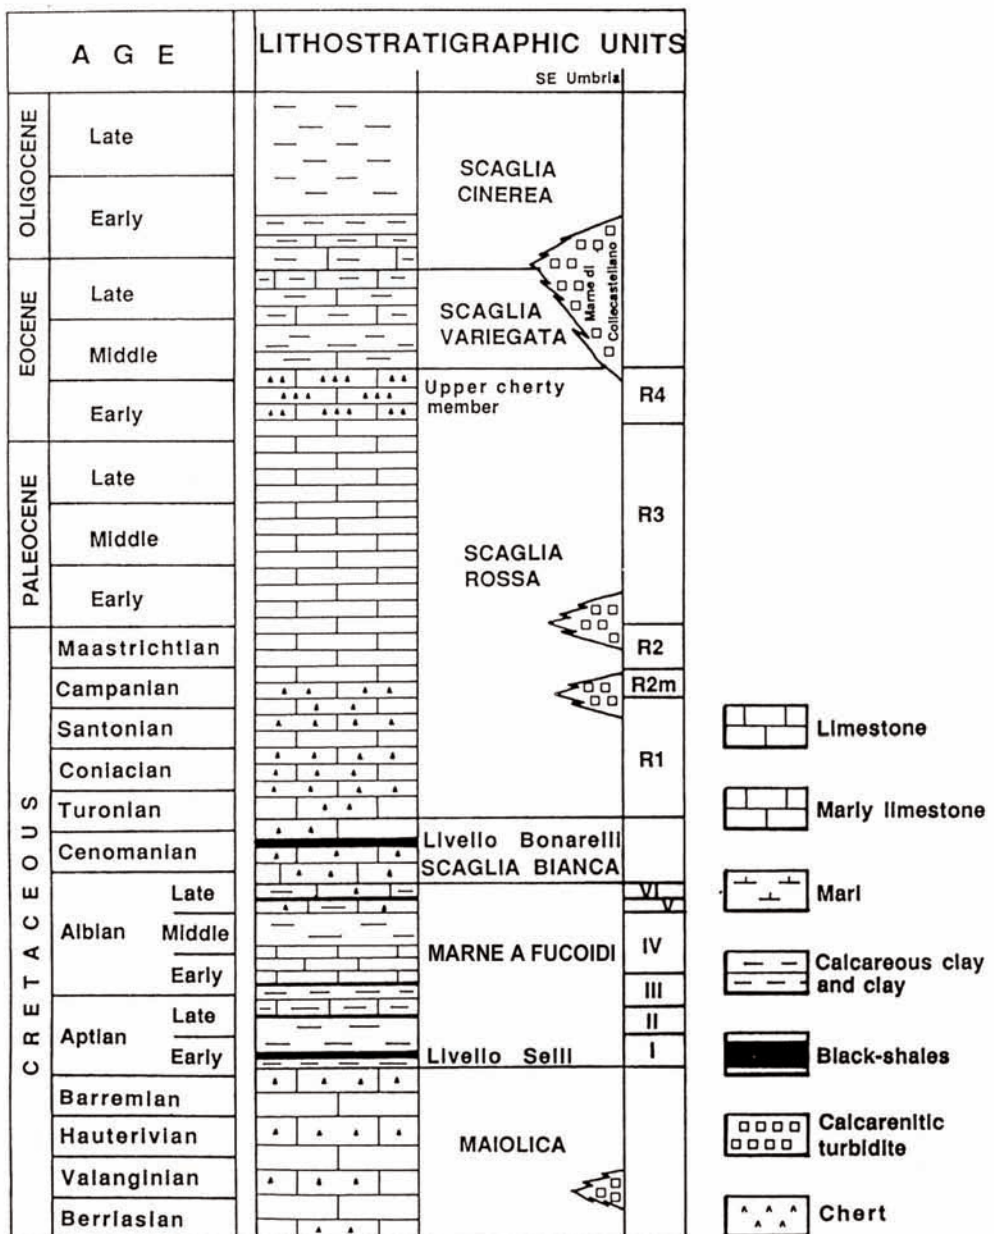 A G E
LITHOSTRATIGRAPHIC UNITS
SE Umbria
OLIGOCENE
Late
Early
EOCENE
Late
Middle
Early
PALEOCENE
Late
Middle
Early
CRETACEOUS
Maastrichtian
Campanian
Santonian
Coniacian
Turonian
Cenomanian
Albian
Late
Middle
Early
Aptian
Late
Early
Barremian
Hauterivian
Valanginian
Berriasian
SCAGLIA
CINEREA
Marne di
Collecastellano
SCAGLIA
VARIEGATA
Upper cherty
member
SCAGLIA
ROSSA
Livello Bonarelli
SCAGLIA BIANCA
MARNE A FUCOIDI
Livello Selli
MAIOLICA
R4
R3
R2
R2m
R1
VI
V
IV
III
II
I
Limestone
Marly limestone
Marl
Calcareous clay
and clay
Black-shales
Calcarenitic
turbidite
Chert